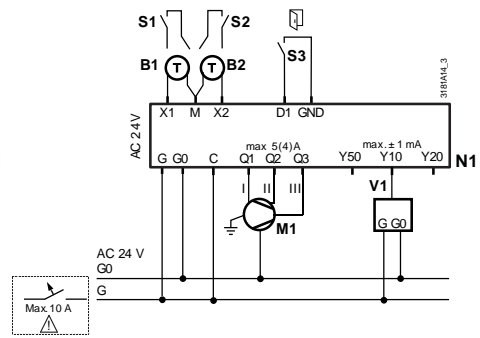 S1 S2
S3
B1 T T B2
3181A14_3
X1 M X2 D1 GND
AC 24V
max 5(4) A max. ± 1 mA
G G0 C Q1 Q2 Q3 Y50 Y10 Y20 N1
I II III V1
M1
G G0
AC 24 V
G0
G
Max. 10 A
!